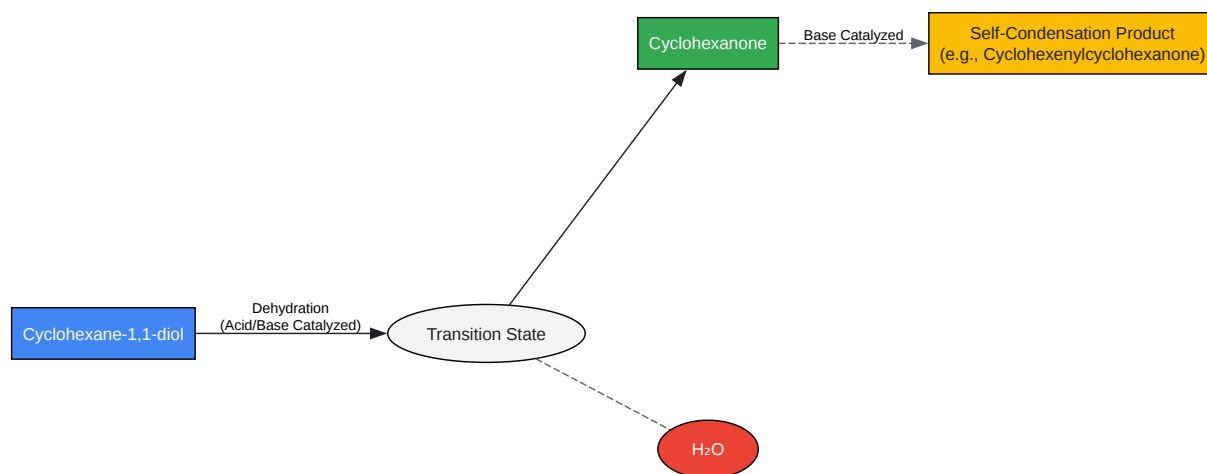 Cyclohexanone
Base Catalyzed
Self-Condensation Product
(e.g., Cyclohexenylcyclohexanone)
Cyclohexane-1,1-diol
Dehydration
(Acid/Base Catalyzed)
Transition State
H₂O